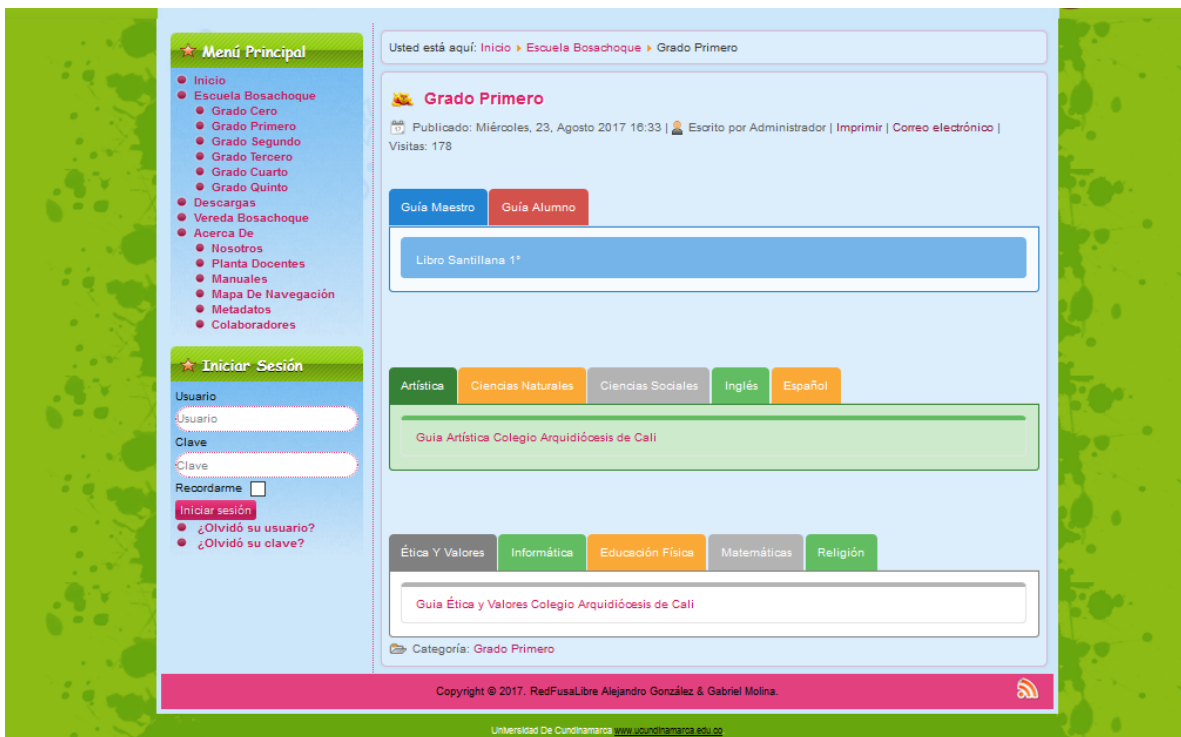 Menú Principal
Inicio
Escuela Bosachoque
Grado Cero
Grado Primero
Grado Segundo
Grado Tercero
Grado Cuarto
Grado Quinto
Descargas
Vereda Bosachoque
Acerca De
Nosotros
Planta Docentes
Manuales
Mapa De Navegación
Metadatos
Colaboradores
Iniciar Sesión
Usuario
Usuario
Clave
Clave
Recordarme
Iniciar sesión
¿Olvidó su usuario?
¿Olvidó su clave?
Usted está aquí: Inicio Escuela Bosachoque Grado Primero
Grado Primero
Publicado: Miércoles, 23, Agosto 2017 16:33 | Escrito por Administrador | Imprimir | Correo electrónico |
Visitas: 178
Guía Maestro Guía Alumno
Libro Santillana 1°
Artística Ciencias Naturales Ciencias Sociales Inglés Español
Guia Artística Colegio Arquidiócesis de Cali
Ética Y Valores Informática Educación Física Matemáticas Religión
Guia Ética y Valores Colegio Arquidiócesis de Cali
Categoría: Grado Primero
Copyright © 2017. RedFusaLibre Alejandro González & Gabriel Molina.
Universidad De Cundinamarca www.ucundinamarca.edu.co